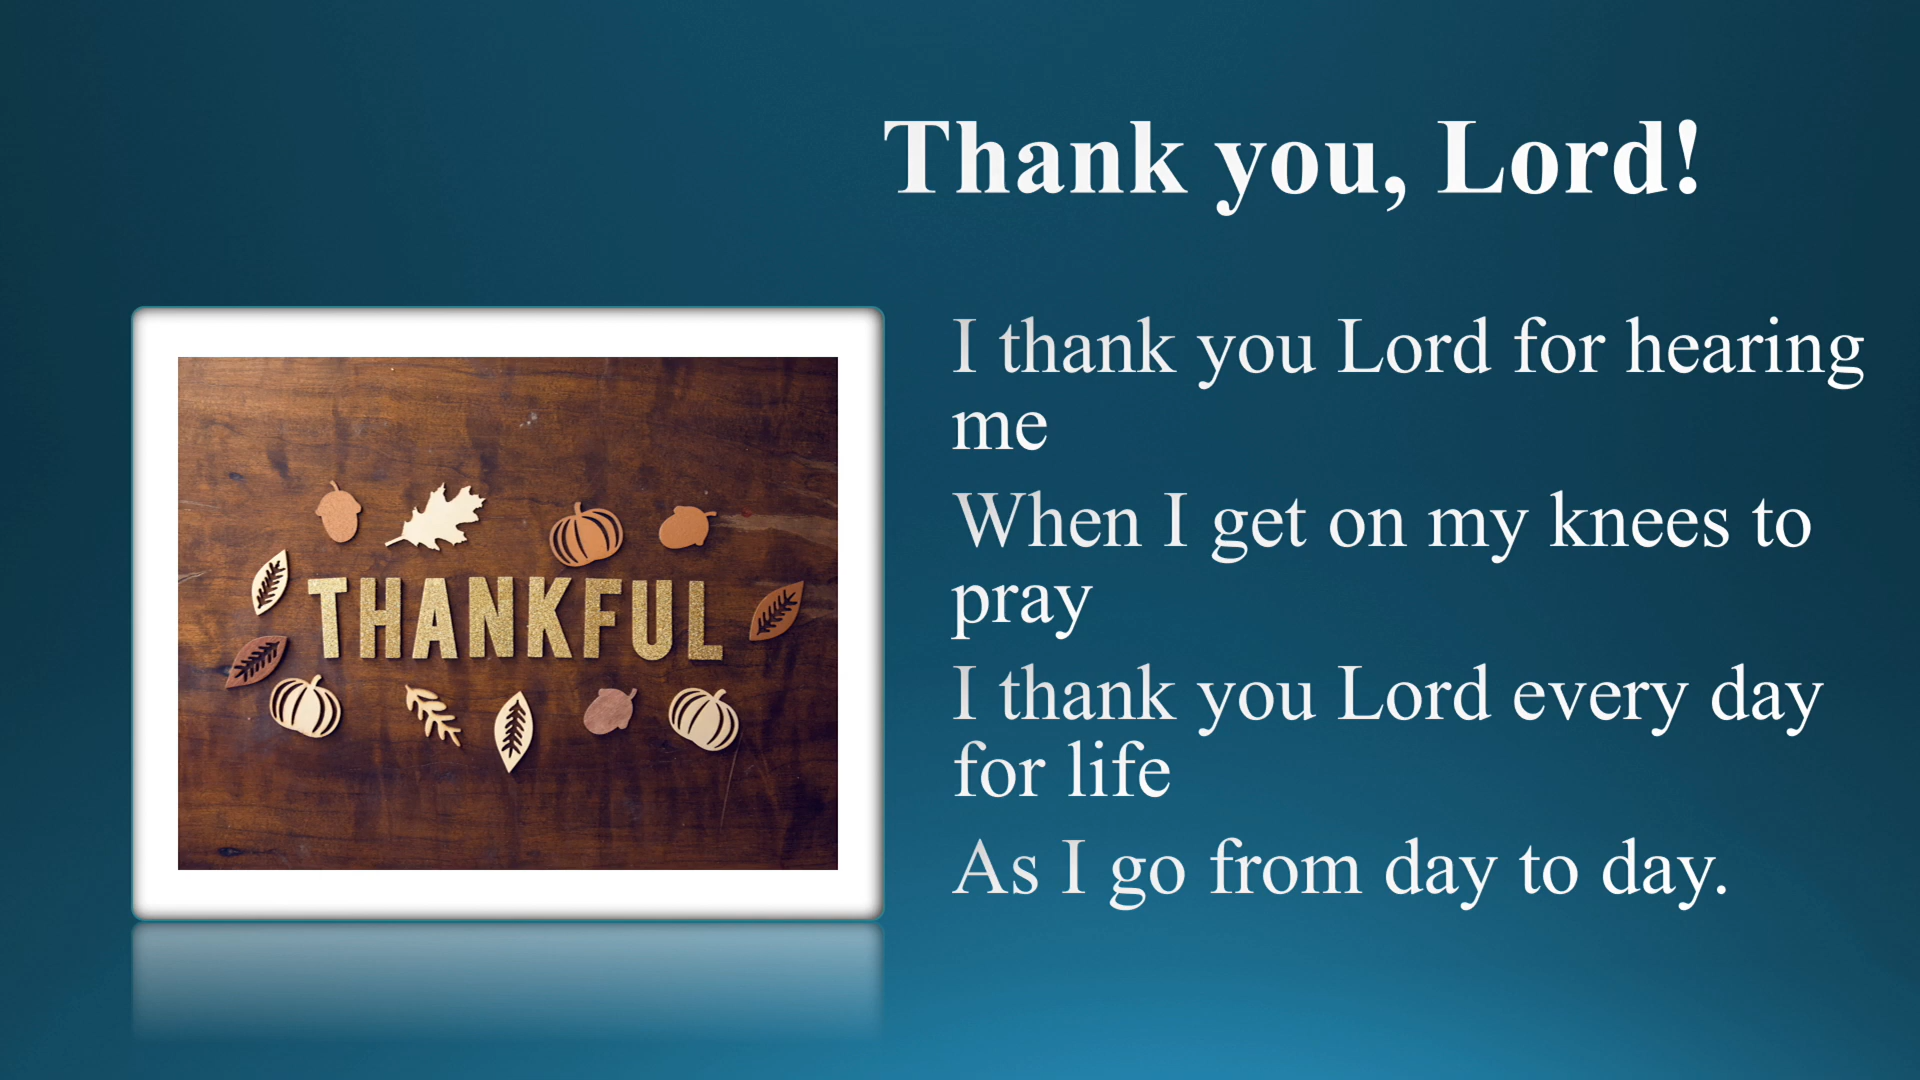 Thank you, Lord!
THANKFUL
I thank you Lord for hearing
me
When I get on my knees to
pray
I thank you Lord every day
for life
As I go from day to day.